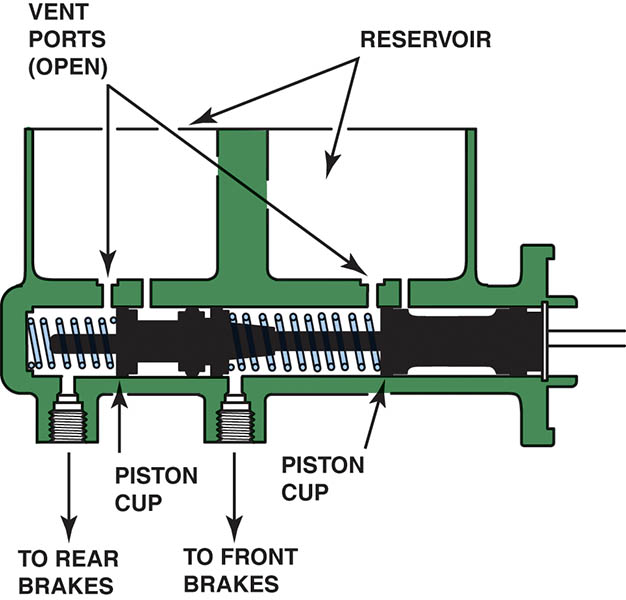 VENT
PORTS
(OPEN)
RESERVOIR
PISTON
CUP
PISTON
CUP
TO REAR
BRAKES
TO FRONT
BRAKES